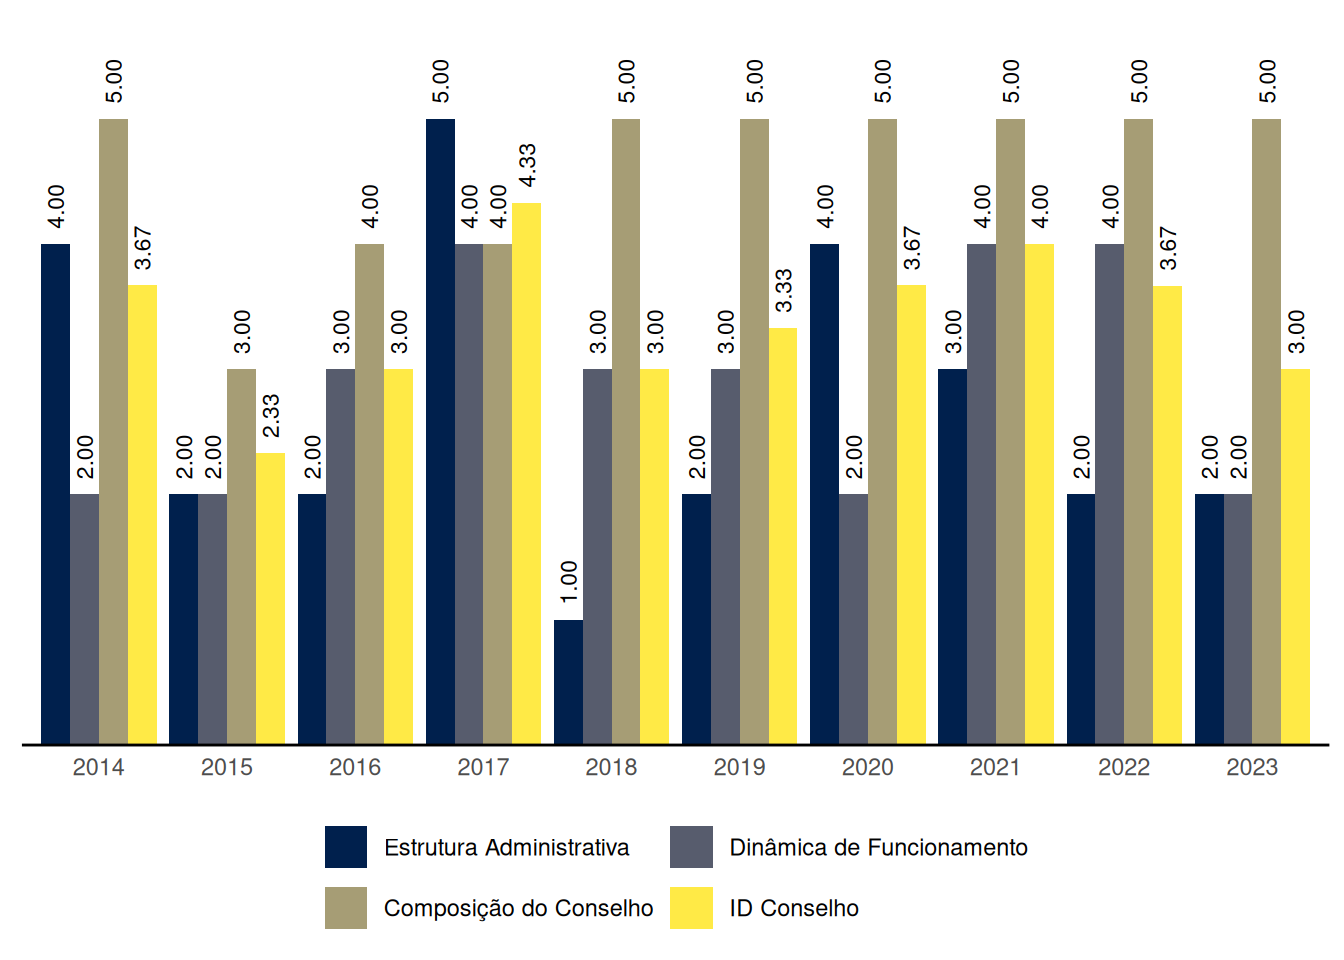 4.00 2.00 5.00 3.67
2.00 2.00 3.00 2.33
2.00 3.00 4.00 3.00
5.00 4.00 4.00 4.33
1.00 3.00 5.00 3.00
2.00 3.00 5.00 3.33
4.00 2.00 5.00 3.67
3.00 4.00 5.00 4.00
2.00 4.00 5.00 3.67
2.00 2.00 5.00 3.00
2014 2015 2016 2017 2018 2019 2020 2021 2022 2023
Estrutura Administrativa Dinâmica de Funcionamento
Composição do Conselho ID Conselho